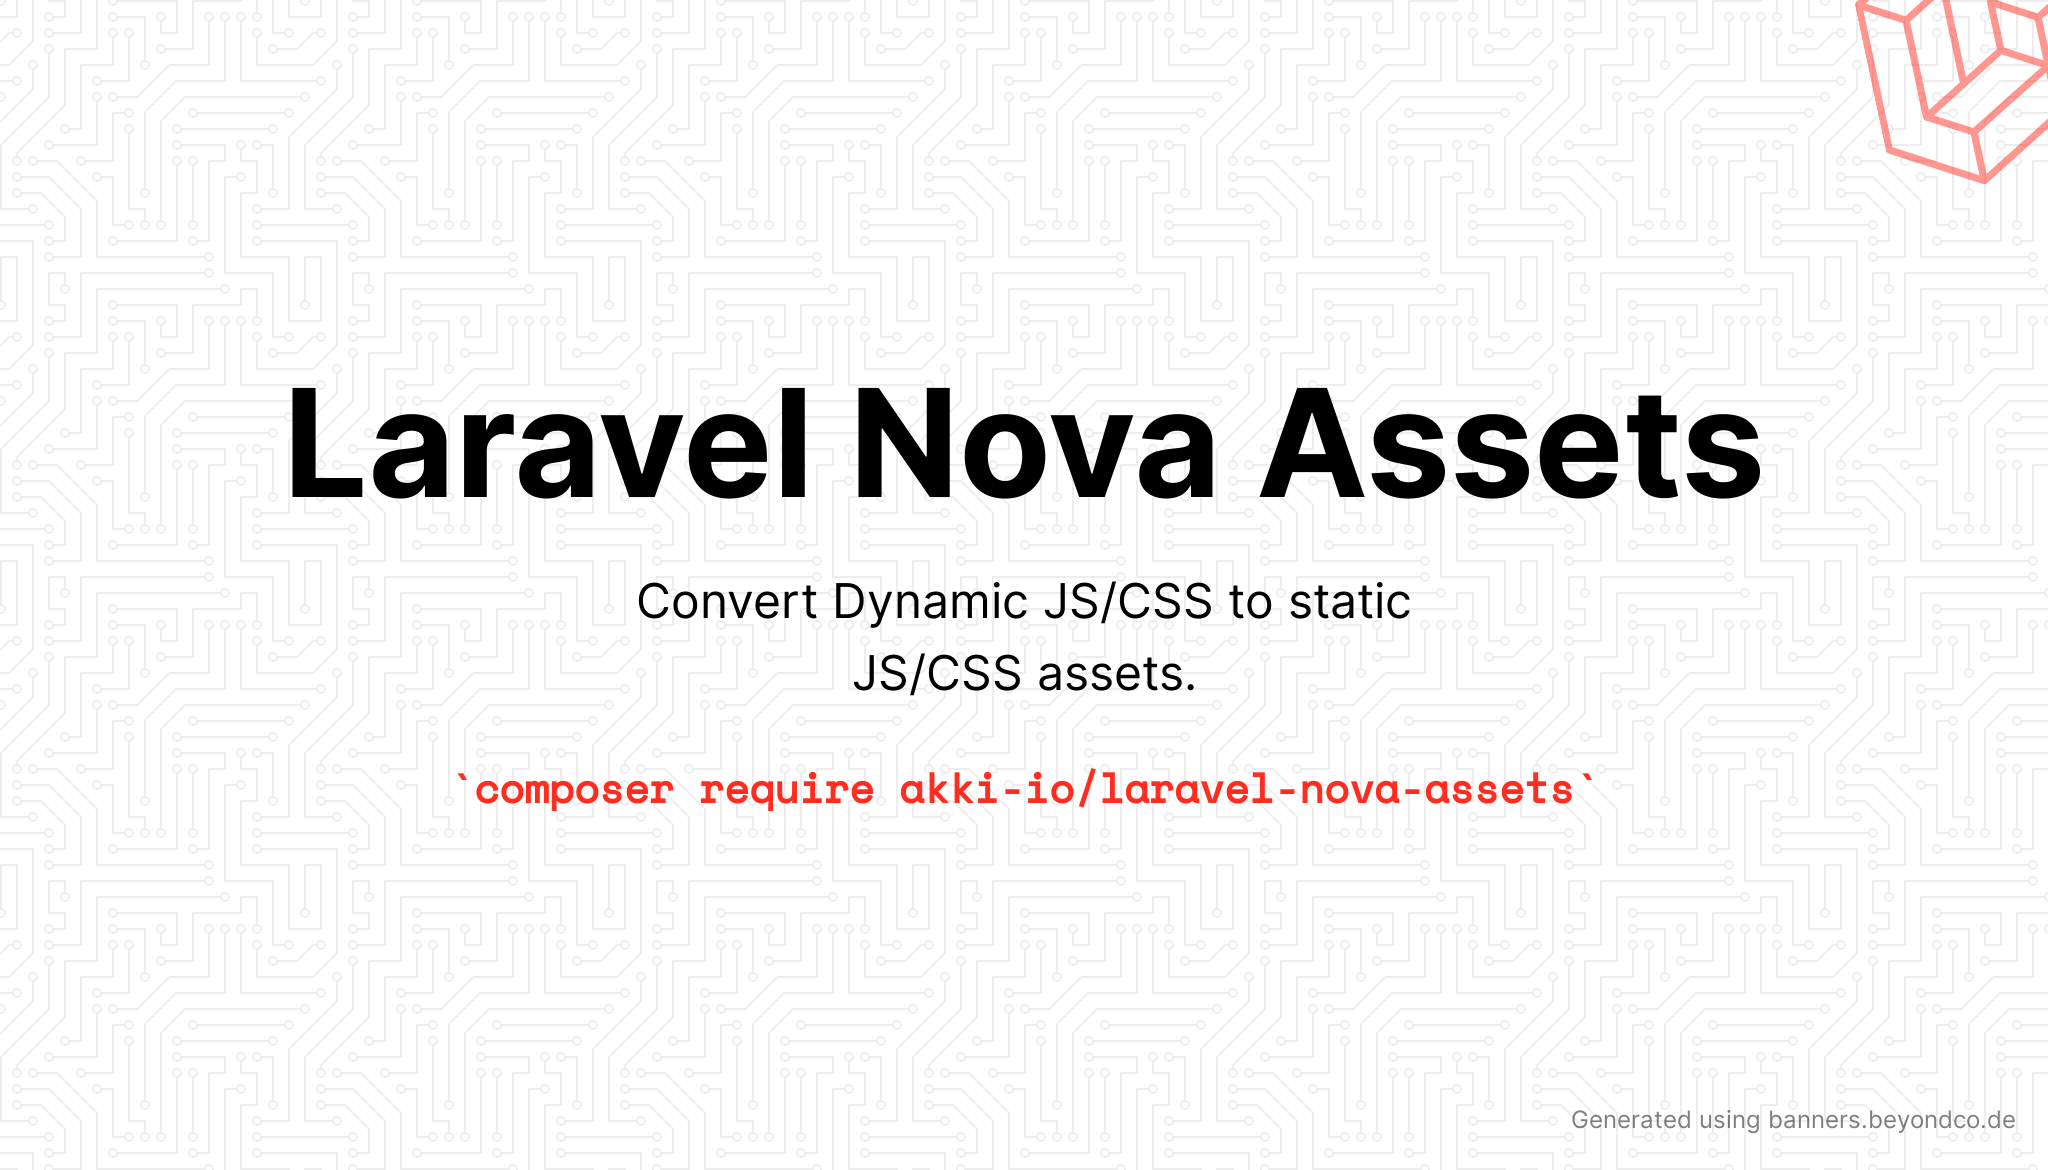 Laravel Nova Assets
Convert Dynamic JS/CSS to static
JS/CSS assets.
`composer require akki-io/laravel-nova-assets`
Generated using banners.beyondco.de